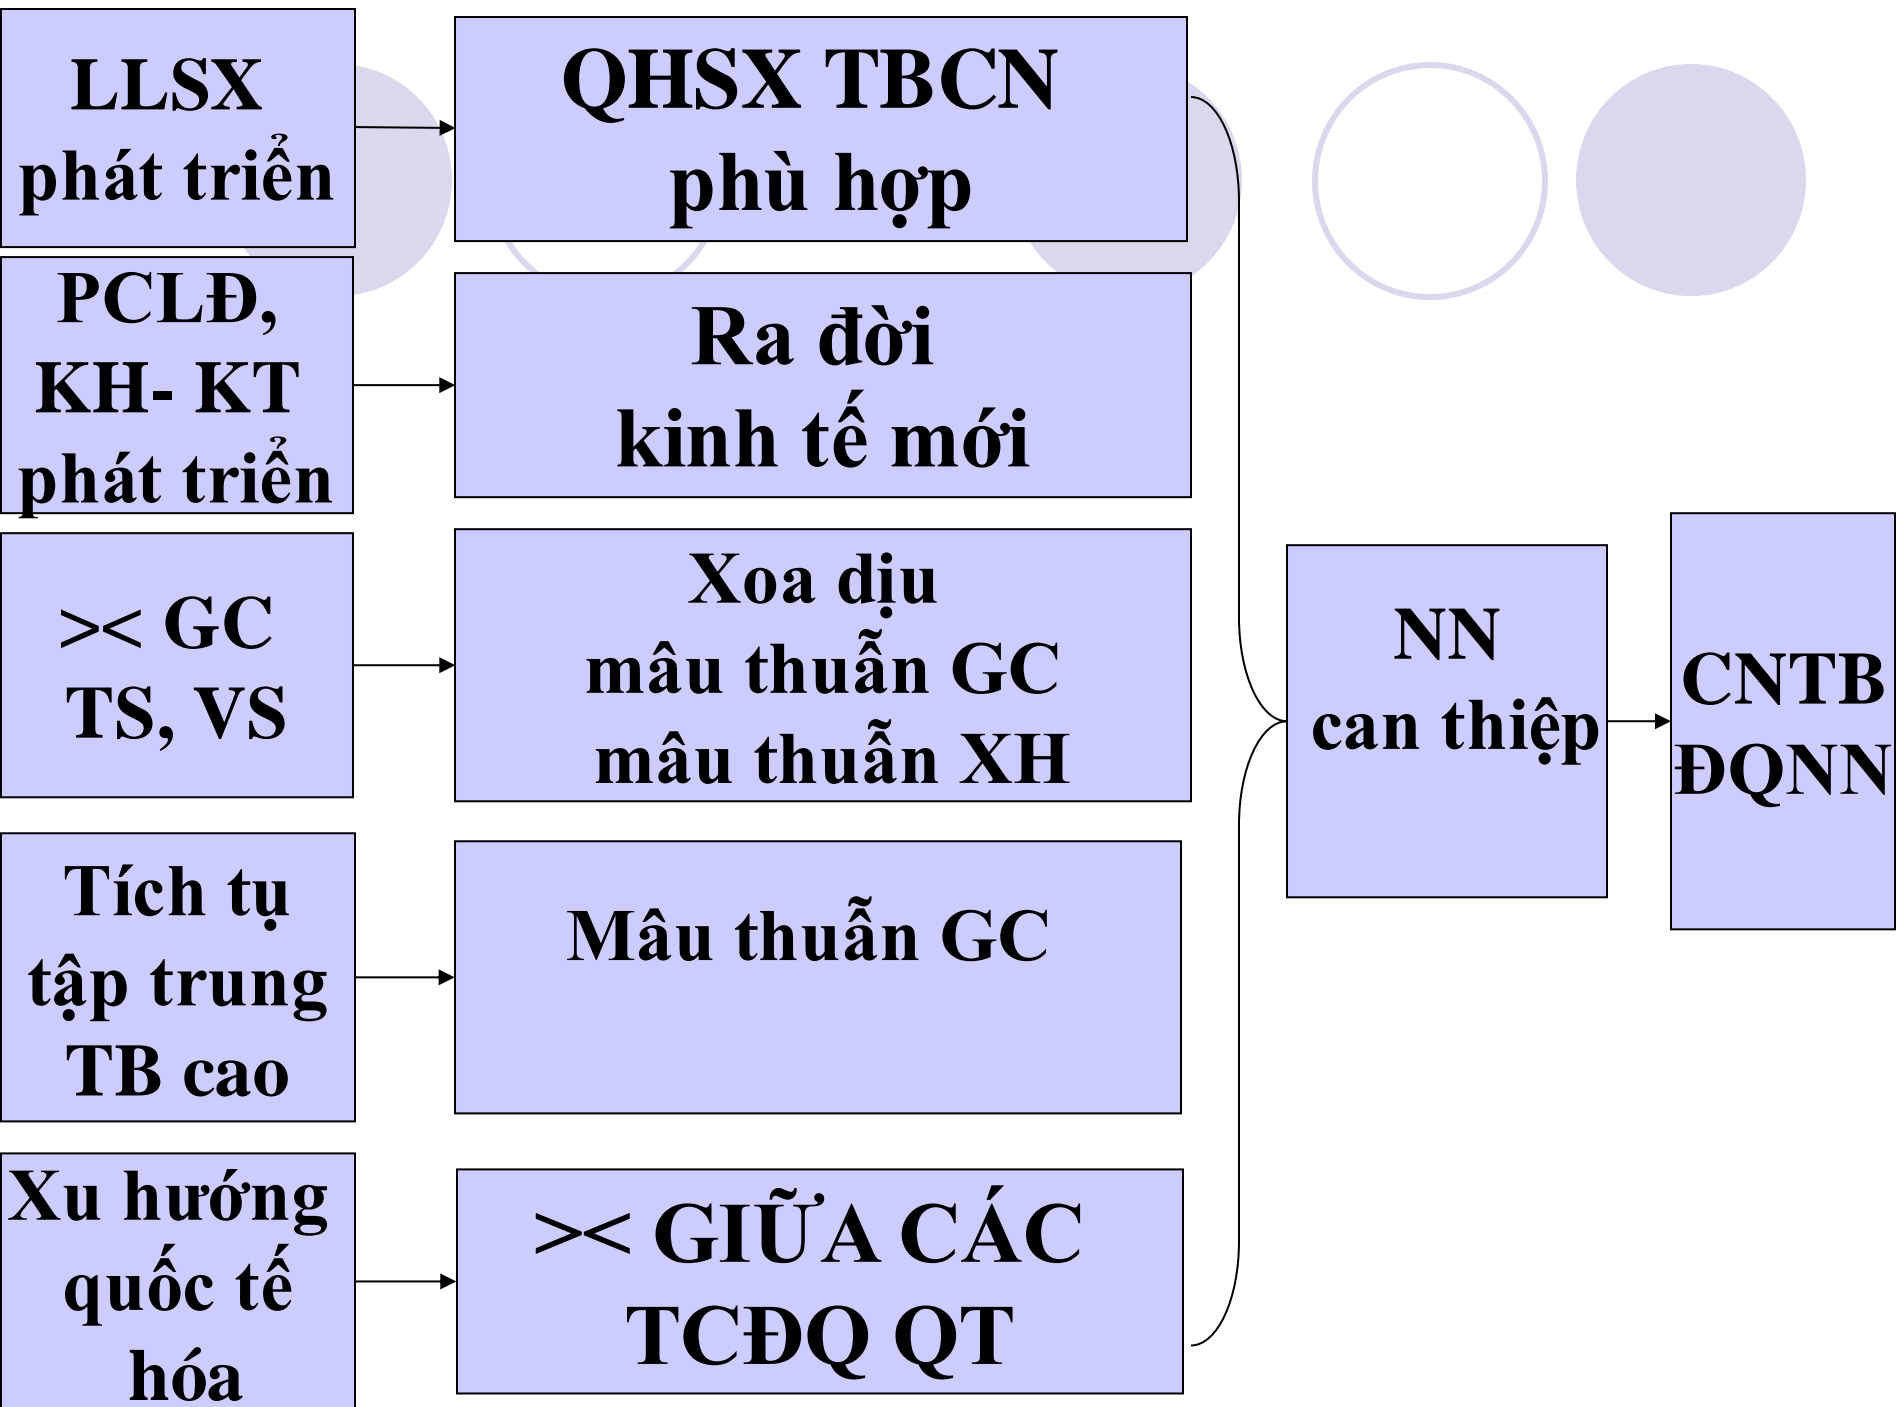 LLSX
phát triển
QHSX TBCN
phù hợp
PCLĐ,
KH- KT
phát triển
Ra đời
kinh tế mới
>< GC
TS, VS
Xoa dịu
mâu thuẫn GC
mâu thuẫn XH
Tích tụ
tập trung
TB cao
Mâu thuẫn GC
Xu hướng
quốc tế
hóa
>< GIỮA CÁC
TCĐQ QT
NN
can thiệp
CNTB
ĐQNN